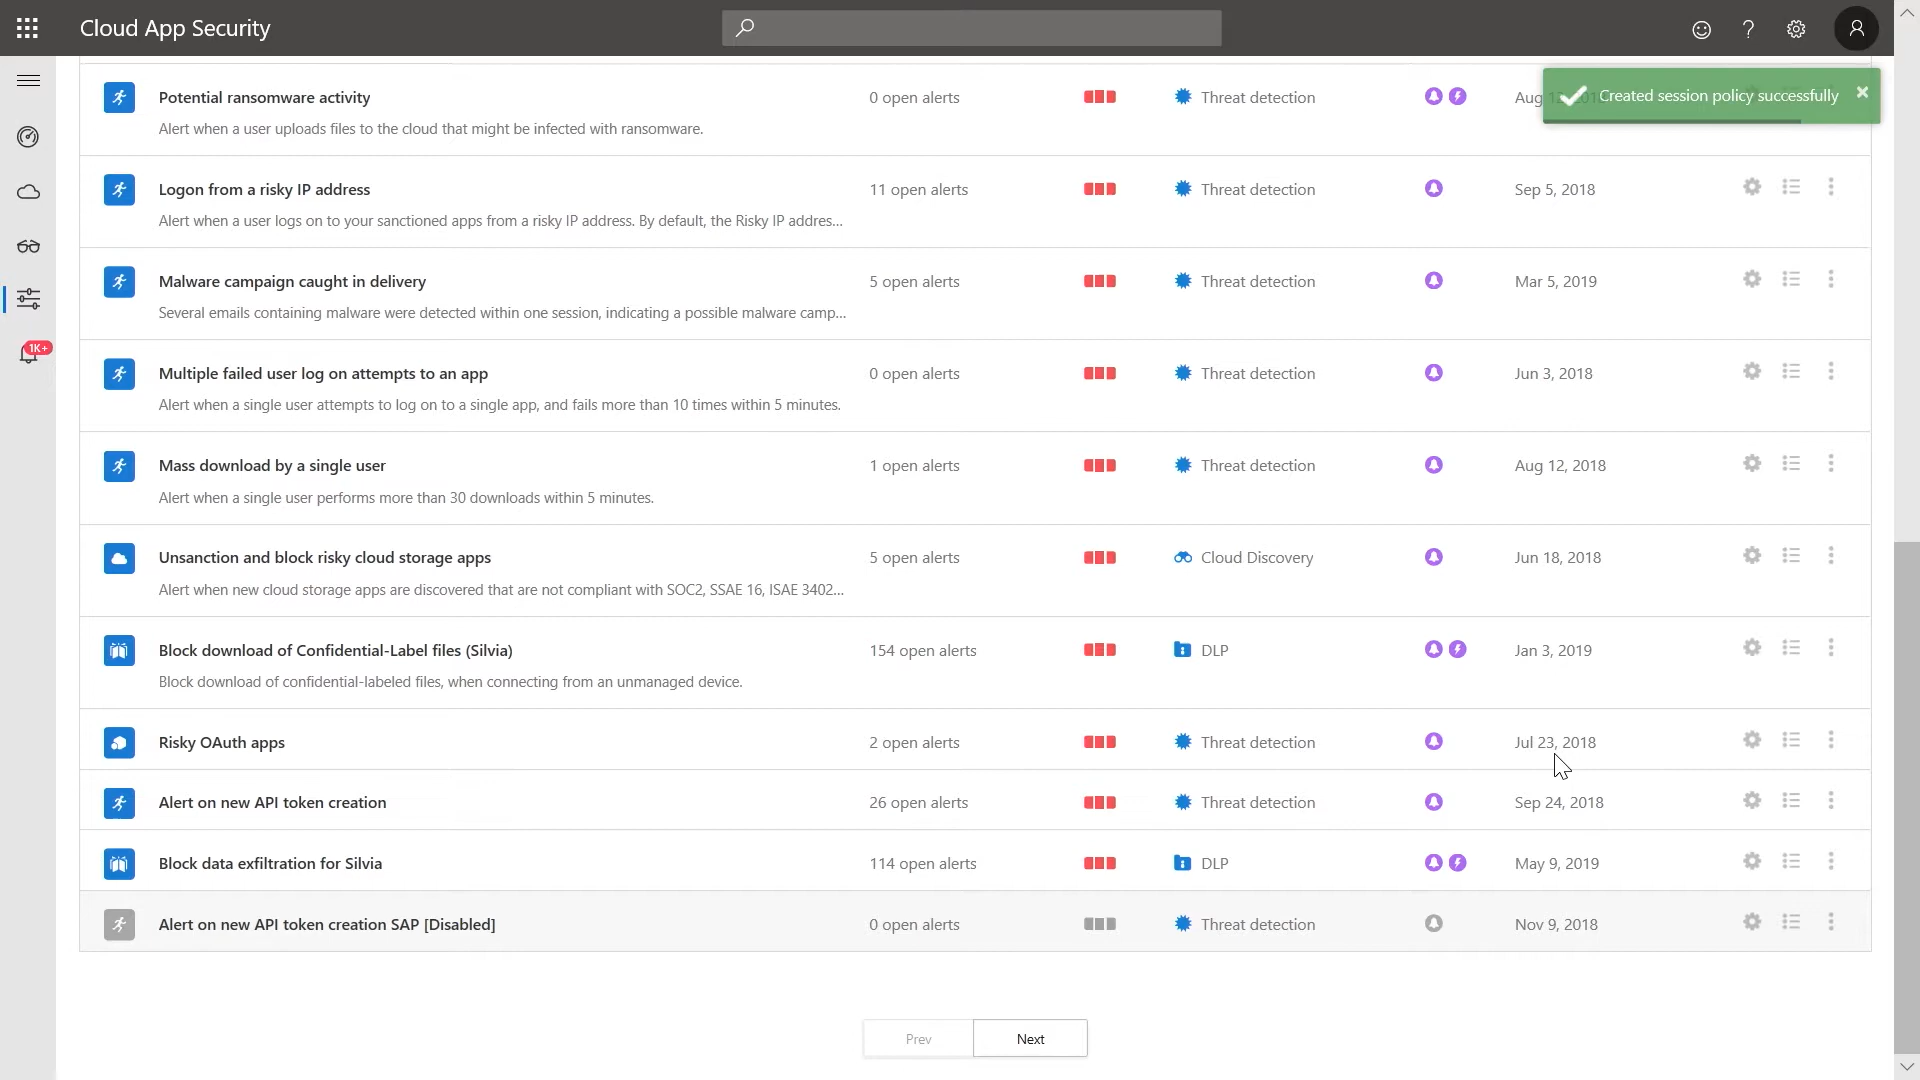 Cloud App Security
Potential ransomware activity
0 open alerts
Threat detection
Aug
Created session policy successfully
Alert when a user uploads files to the cloud that might be infected with ransomware.
Logon from a risky IP address
11 open alerts
Threat detection
Sep 5, 2018
Alert when a user logs on to your sanctioned apps from a risky IP address. By default, the Risky IP addres...
Malware campaign caught in delivery
5 open alerts
Threat detection
Mar 5, 2019
Several emails containing malware were detected within one session, indicating a possible malware camp...
1K+
Multiple failed user log on attempts to an app
0 open alerts
Threat detection
Jun 3, 2018
Alert when a single user attempts to log on to a single app, and fails more than 10 times within 5 minutes.
Mass download by a single user
1 open alerts
Threat detection
Aug 12, 2018
Alert when a single user performs more than 30 downloads within 5 minutes.
Unsanction and block risky cloud storage apps
5 open alerts
Cloud Discovery
Jun 18, 2018
Alert when new cloud storage apps are discovered that are not compliant with SOC2, SSAE 16, ISAE 3402...
Block download of Confidential-Label files (Silvia)
154 open alerts
DLP
Jan 3, 2019
Block download of confidential-labeled files, when connecting from an unmanaged device.
Risky OAuth apps
2 open alerts
Threat detection
Jul 23, 2018
Alert on new API token creation
26 open alerts
Threat detection
Sep 24, 2018
Block data exfiltration for Silvia
114 open alerts
DLP
May 9, 2019
Alert on new API token creation SAP [Disabled]
0 open alerts
Threat detection
Nov 9, 2018
Prev
Next